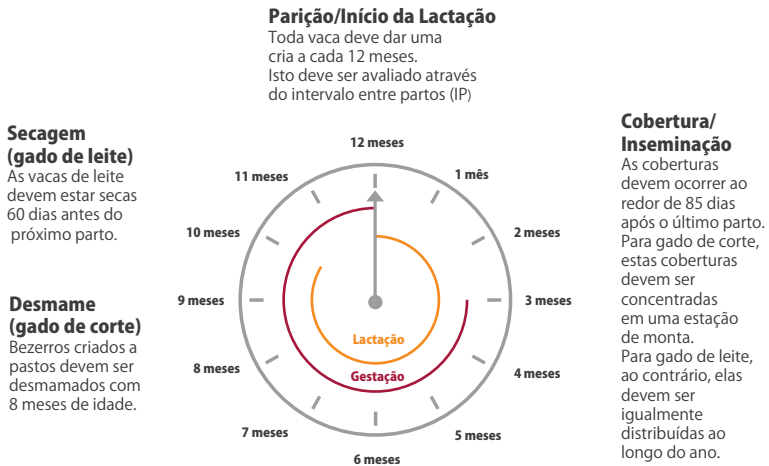 Parição/Início da Lactação
Toda vaca deve dar uma
cria a cada 12 meses.
Isto deve ser avaliado através
do intervalo entre partos (IP)
Secagem
(gado de leite)
As vacas de leite
devem estar secas
60 dias antes do
próximo parto.
Desmame
(gado de corte)
Bezerros criados a
pastos devem ser
desmamados com
8 meses de idade.
12 meses
1 mês
2 meses
3 meses
4 meses
5 meses
6 meses
7 meses
8 meses
9 meses
10 meses
11 meses
Lactação
Gestação
Cobertura/
Inseminação
As coberturas
devem ocorrer ao
redor de 85 dias
após o último parto.
Para gado de corte,
estas coberturas
devem ser
concentradas
em uma estação
de monta.
Para gado de leite,
ao contrário, elas
devem ser
igualmente
distribuídas ao
longo do ano.